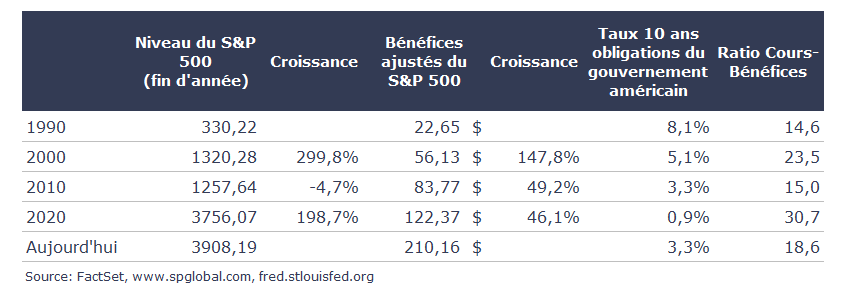 Niveau du S&P 500 (fin d'année) Croissance Bénéfices ajustés du S&P 500 Croissance Taux 10 ans obligations du gouvernement américain Ratio Cours-Bénéfices
1990 330,22 22,65 $ 8,1% 14,6
2000 1320,28 299,8% 56,13 $ 147,8% 5,1% 23,5
2010 1257,64 -4,7% 83,77 $ 49,2% 3,3% 15,0
2020 3756,07 198,7% 122,37 $ 46,1% 0,9% 30,7
Aujourd'hui 3908,19 210,16 $ 3,3% 18,6
Source: FactSet, www.spglobal.com, fred.stlouisfed.org